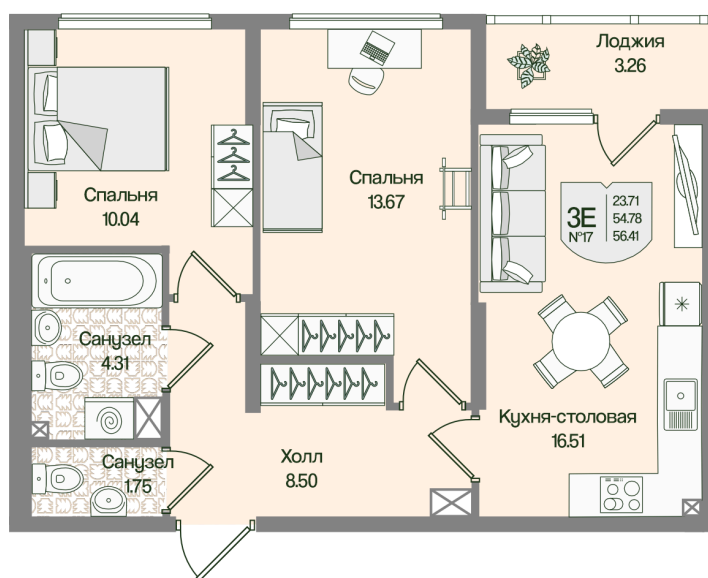 Лоджия
3.26
Спальня
10.04
Спальня
13.67
3Е
№17
23.71
54.78
56.41
Санузел
4.31
Кухня-столовая
16.51
Санузел
1.75
Холл
8.50